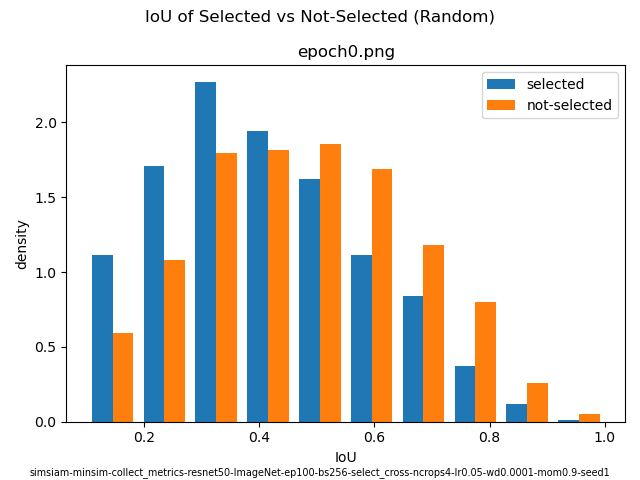 IoU of Selected vs Not-Selected (Random)
epoch0.png
selected
not-selected
density
2.0
1.5
1.0
0.5
0.0
0.2
0.4
0.6
0.8
1.0
IoU
simsiam-minsim-collect_metrics-resnet50-ImageNet-ep100-bs256-select_cross-ncrops4-lr0.05-wd0.0001-mom0.9-seed1